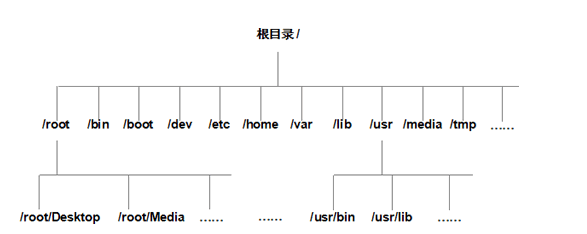 根目录 /
/root /bin /boot /dev /etc /home /var /lib /usr /media /tmp ……
/root/Desktop /root/Media …… …… /usr/bin /usr/lib ……